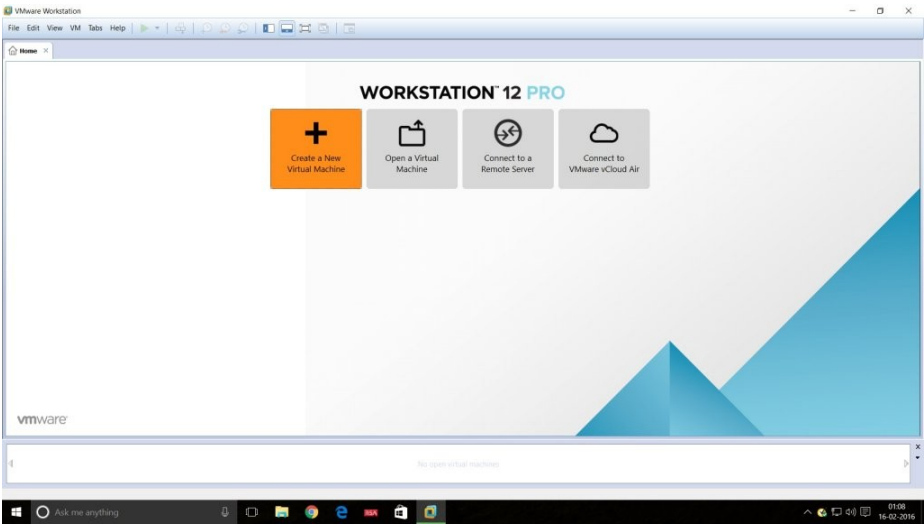 VMware Workstation
File Edit View VM Tabs Help
Home
WORKSTATION™ 12 PRO
Create a New
Virtual Machine
Open a Virtual
Machine
Connect to a
Remote Server
Connect to
VMware vCloud Air
vmware
No open virtual machines
Ask me anything
01:08
16-02-2016